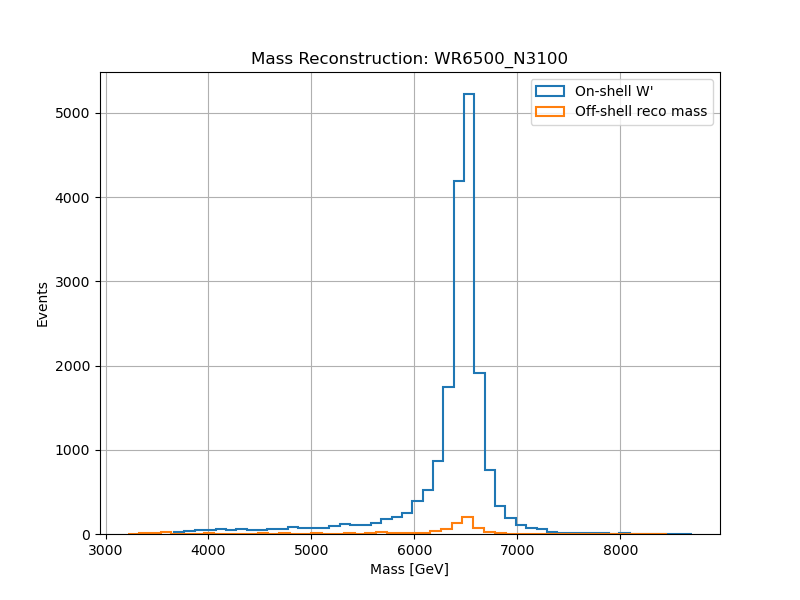 Mass Reconstruction: WR6500_N3100
On-shell W'
Off-shell reco mass
Events
5000
4000
3000
2000
1000
0
3000 4000 5000 6000 7000 8000
Mass [GeV]